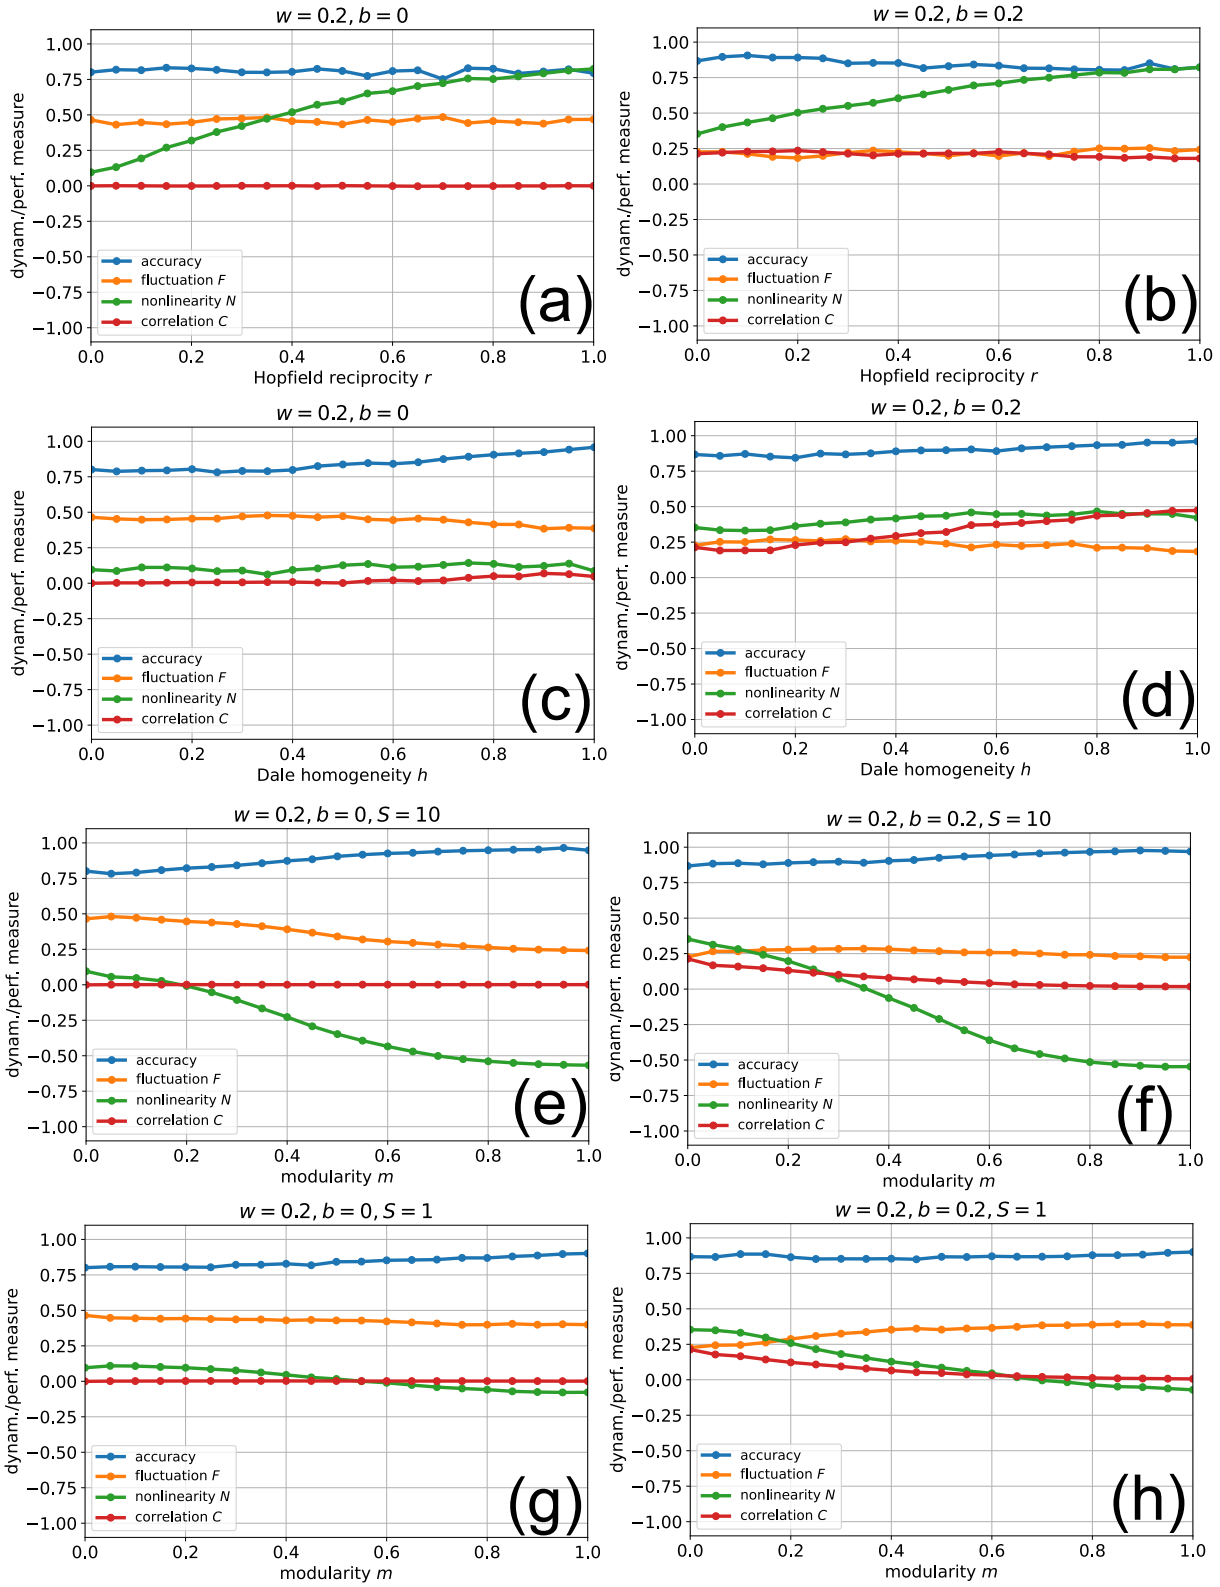 w = 0.2, b = 0
dynam./perf. measure
1.00
0.75
0.50
0.25
0.00
−0.25
−0.50
−0.75
−1.00
accuracy
fluctuation F
nonlinearity N
correlation C
(a)
0.0 0.2 0.4 0.6 0.8 1.0
Hopfield reciprocity r
w = 0.2, b = 0.2
dynam./perf. measure
1.00
0.75
0.50
0.25
0.00
−0.25
−0.50
−0.75
−1.00
accuracy
fluctuation F
nonlinearity N
correlation C
(b)
0.0 0.2 0.4 0.6 0.8 1.0
Hopfield reciprocity r
w = 0.2, b = 0
dynam./perf. measure
1.00
0.75
0.50
0.25
0.00
−0.25
−0.50
−0.75
−1.00
accuracy
fluctuation F
nonlinearity N
correlation C
(c)
0.0 0.2 0.4 0.6 0.8 1.0
Dale homogeneity h
w = 0.2, b = 0.2
dynam./perf. measure
1.00
0.75
0.50
0.25
0.00
−0.25
−0.50
−0.75
−1.00
accuracy
fluctuation F
nonlinearity N
correlation C
(d)
0.0 0.2 0.4 0.6 0.8 1.0
Dale homogeneity h
w = 0.2, b = 0, S = 10
dynam./perf. measure
1.00
0.75
0.50
0.25
0.00
−0.25
−0.50
−0.75
−1.00
accuracy
fluctuation F
nonlinearity N
correlation C
(e)
0.0 0.2 0.4 0.6 0.8 1.0
modularity m
w = 0.2, b = 0.2, S = 10
dynam./perf. measure
1.00
0.75
0.50
0.25
0.00
−0.25
−0.50
−0.75
−1.00
accuracy
fluctuation F
nonlinearity N
correlation C
(f)
0.0 0.2 0.4 0.6 0.8 1.0
modularity m
w = 0.2, b = 0, S = 1
dynam./perf. measure
1.00
0.75
0.50
0.25
0.00
−0.25
−0.50
−0.75
−1.00
accuracy
fluctuation F
nonlinearity N
correlation C
(g)
0.0 0.2 0.4 0.6 0.8 1.0
modularity m
w = 0.2, b = 0.2, S = 1
dynam./perf. measure
1.00
0.75
0.50
0.25
0.00
−0.25
−0.50
−0.75
−1.00
accuracy
fluctuation F
nonlinearity N
correlation C
(h)
0.0 0.2 0.4 0.6 0.8 1.0
modularity m